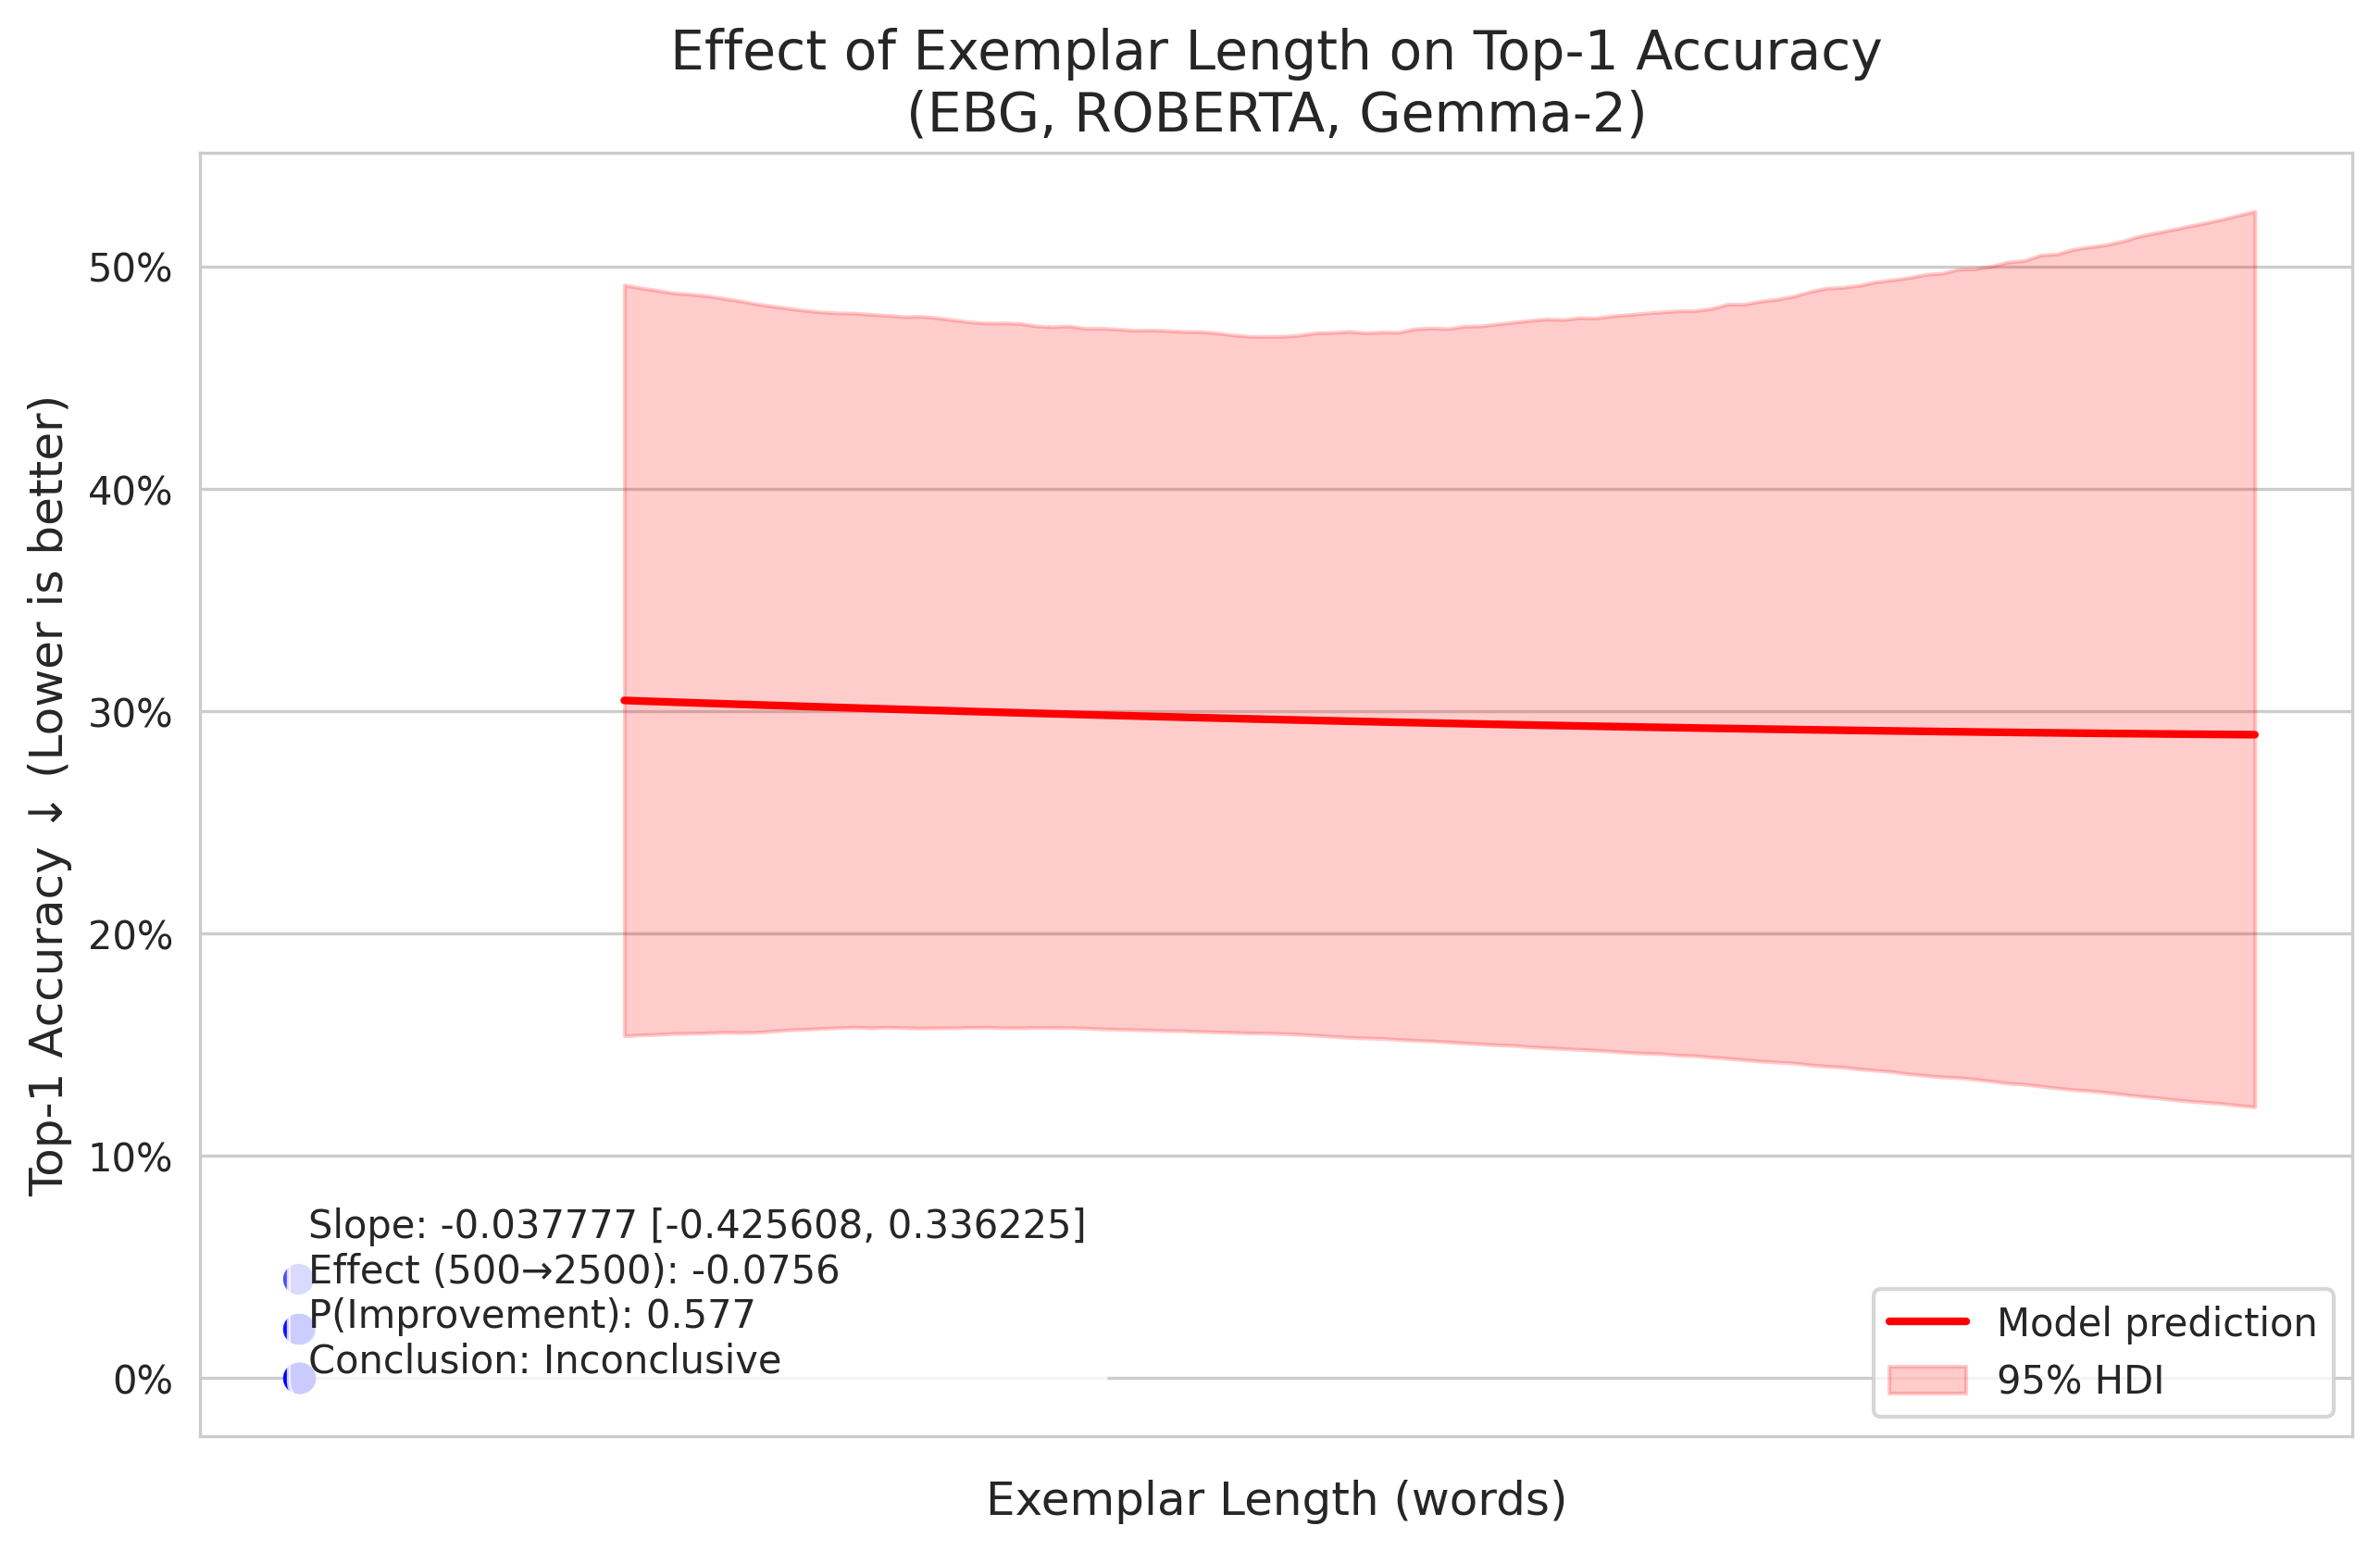 Effect of Exemplar Length on Top-1 Accuracy
(EBG, ROBERTA, Gemma-2)
Top-1 Accuracy ↓ (Lower is better)
50%
40%
30%
20%
10%
0%
Slope: -0.037777 [-0.425608, 0.336225]
Effect (500→2500): -0.0756
P(Improvement): 0.577
Conclusion: Inconclusive
Model prediction
95% HDI
Exemplar Length (words)